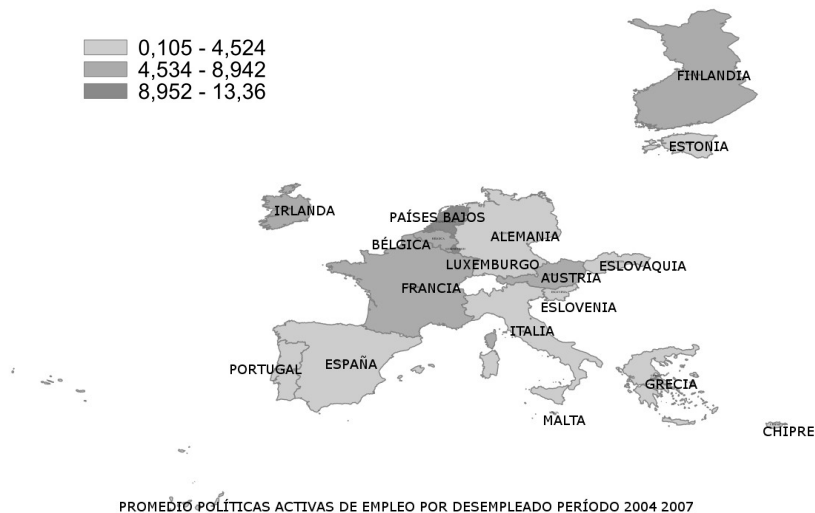 0,105 - 4,524
4,534 - 8,942
8,952 - 13,36
FINLANDIA
ESTONIA
IRLANDA
PAÍSES BAJOS
BÉLGICA
ALEMANIA
LUXEMBURGO
ESLOVAQUIA
AUSTRIA
FRANCIA
ESLOVENIA
ITALIA
PORTUGAL
ESPAÑA
GRECIA
MALTA
CHIPRE
PROMEDIO POLÍTICAS ACTIVAS DE EMPLEO POR DESEMPLEADO PERÍODO 2004 2007